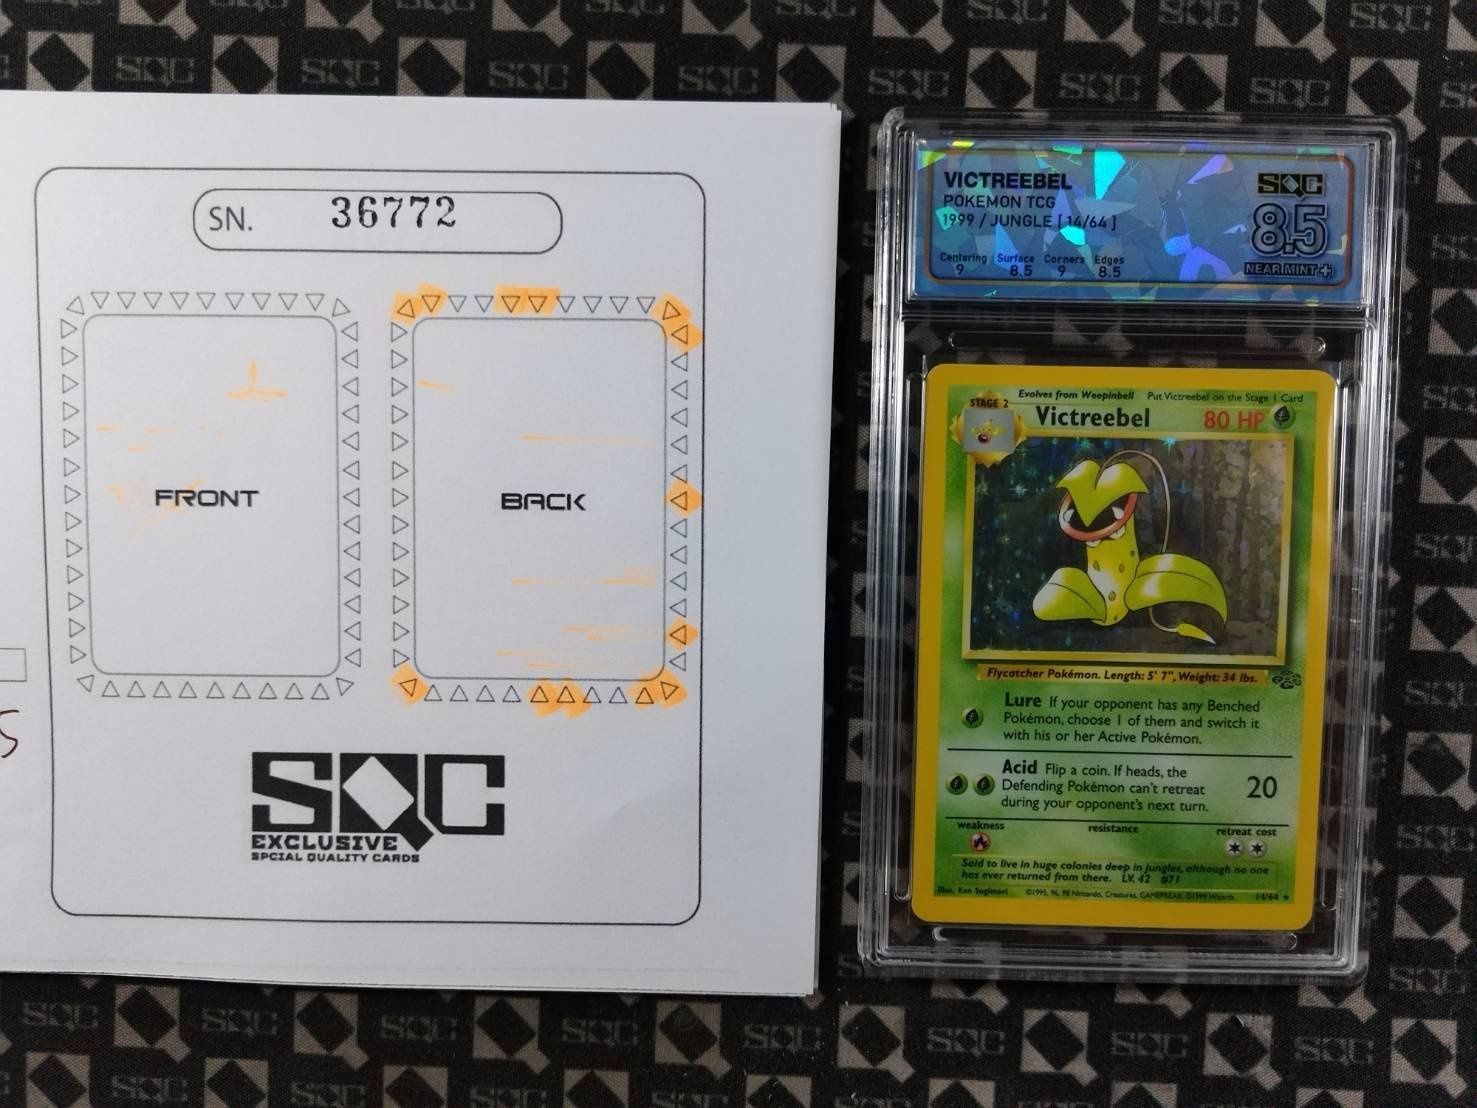 SN. 36772
FRONT
BACK
SQC
EXCLUSIVE
SPCIAL QUALITY CARDS
VICTREEBEL
POKEMON TCG
1999 / JUNGLE [ 14/64 ]
Centering Surface Corners Edges
9 8.5 9 8.5
SQC
8.5
NEAR MINT +
Evolves from Weepinbell Put Victreebel on the Stage 1 Card
STAGE 2
Victreebel 80 HP
Flycatcher Pokémon. Length: 5' 7", Weight: 34 lbs.
Lure If your opponent has any Benched
Pokémon, choose 1 of them and switch it
with his or her Active Pokémon.
Acid Flip a coin. If heads, the
Defending Pokémon can't retreat
during your opponent's next turn.
20
weakness resistance retreat cost
Said to live in huge colonies deep in jungles, although no one
has ever returned from there. LV. 42 #71
Illus. Ken Sugimori ©1995, 96, 98 Nintendo, Creatures, GAMEFREAK. ©1999 Wizards. 14/64 ★